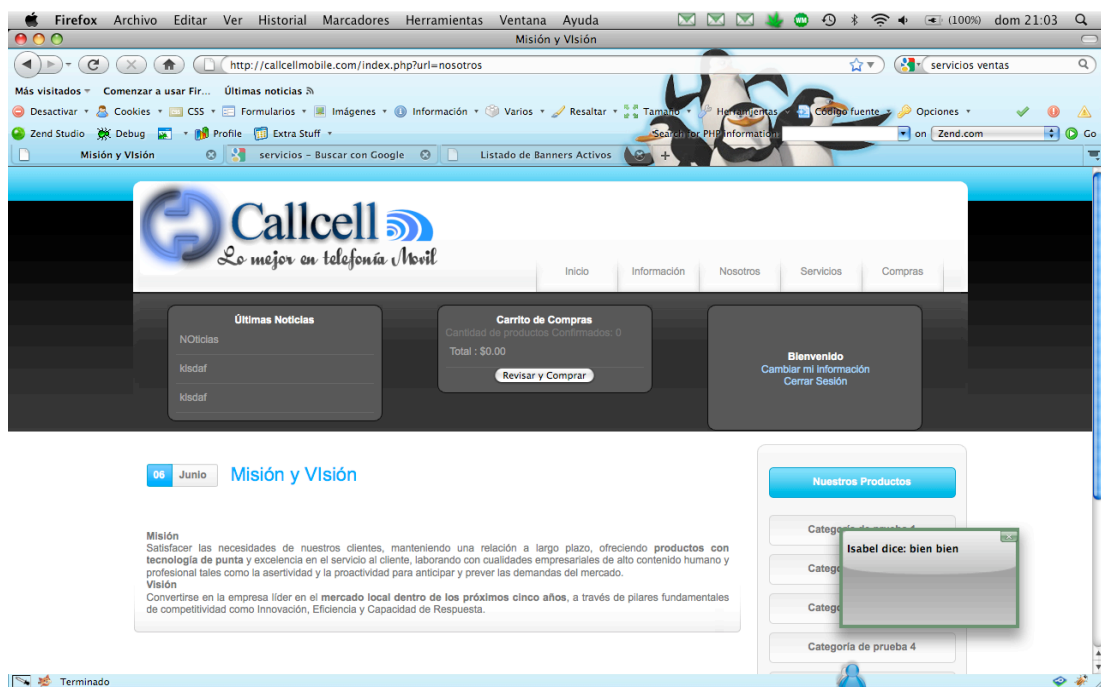 Firefox Archivo Editar Ver Historial Marcadores Herramientas Ventana Ayuda (100%) dom 21:03
Misión y VIsión
http://callcellmobile.com/index.php?url=nosotros servicios ventas
Más visitados Comenzar a usar Fir... Últimas noticias
Desactivar Cookies CSS Formularios Imágenes Información Varios Resaltar Tamaño Herramientas Código fuente Opciones
Zend Studio Debug Profile Extra Stuff Search for PHP information on Zend.com Go
Misión y VIsión servicios - Buscar con Google Listado de Banners Activos
Callcell
Lo mejor en telefonía Movil
Inicio Información Nosotros Servicios Compras
Últimas Noticias
NOticias
klsdaf
klsdaf
Carrito de Compras
Cantidad de productos Confirmados: 0
Total : $0.00
Revisar y Comprar
Bienvenido
Cambiar mi información
Cerrar Sesión
06 Junio Misión y VIsión
Misión
Satisfacer las necesidades de nuestros clientes, manteniendo una relación a largo plazo, ofreciendo productos con
tecnología de punta y excelencia en el servicio al cliente, laborando con cualidades empresariales de alto contenido humano y
profesional tales como la asertividad y la proactividad para anticipar y prever las demandas del mercado.
Visión
Convertirse en la empresa líder en el mercado local dentro de los próximos cinco años, a través de pilares fundamentales
de competitividad como Innovación, Eficiencia y Capacidad de Respuesta.
Nuestros Productos
Categoría de prueba 1
Categ
Categ
Categoría de prueba 4
Isabel dice: bien bien
Terminado